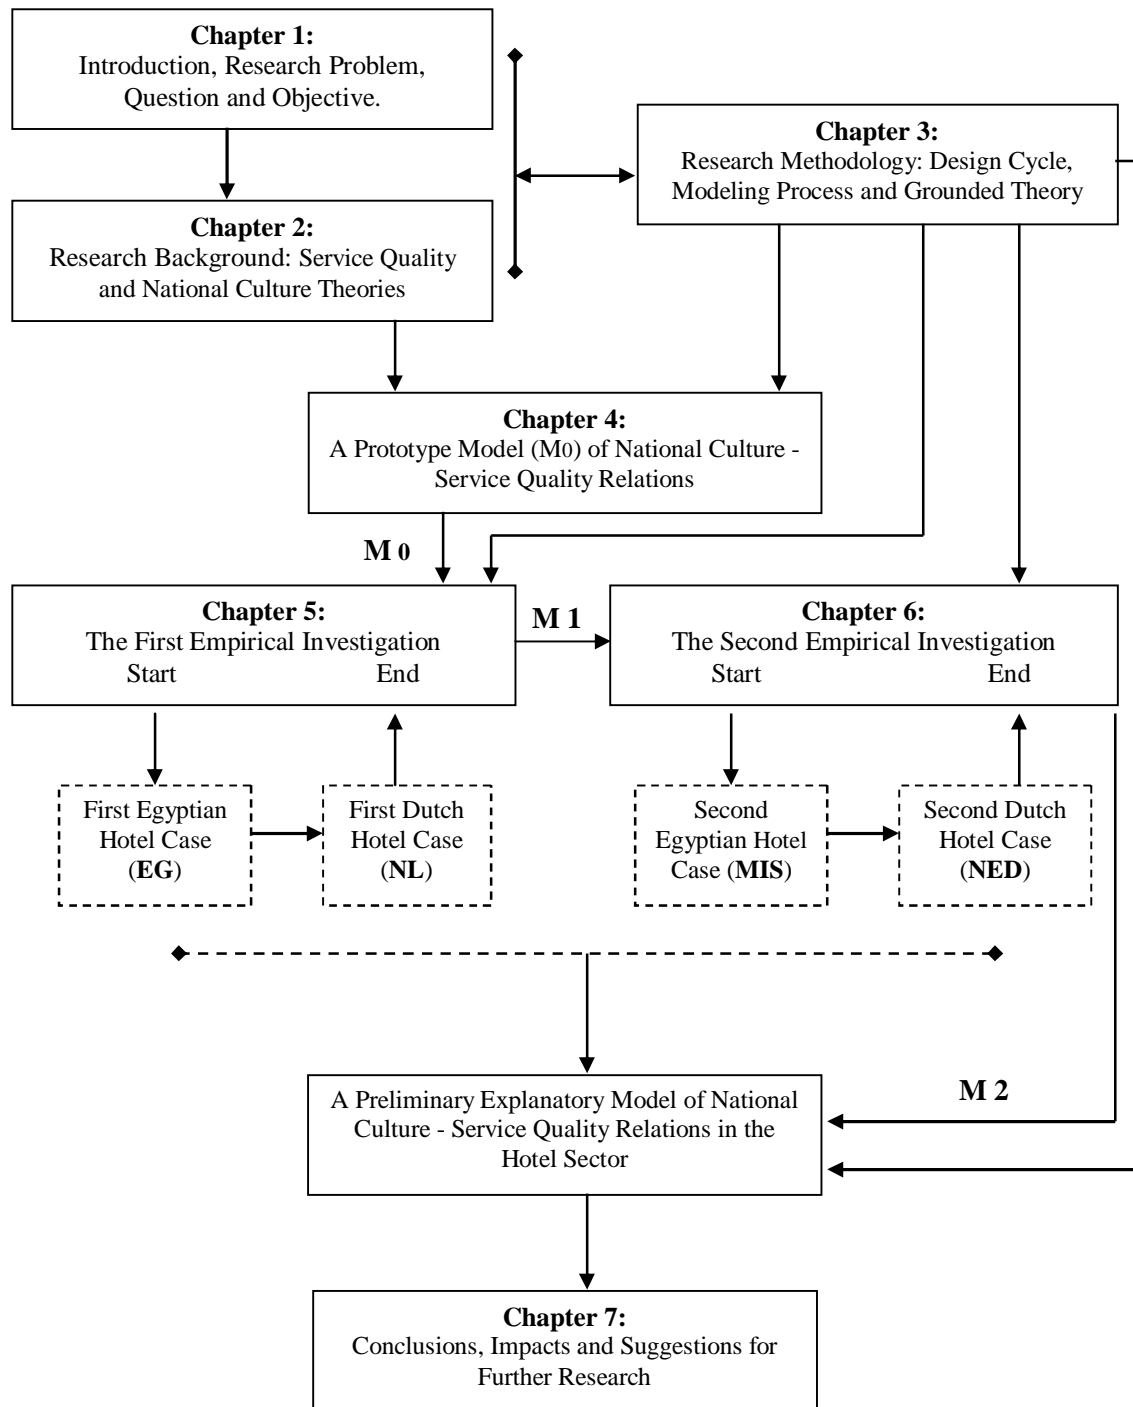 Chapter 1:
Introduction, Research Problem,
Question and Objective.
Chapter 3:
Research Methodology: Design Cycle,
Modeling Process and Grounded Theory
Chapter 2:
Research Background: Service Quality
and National Culture Theories
Chapter 4:
A Prototype Model (M0) of National Culture -
Service Quality Relations
M 0
Chapter 5:
The First Empirical Investigation
Start End
M 1
Chapter 6:
The Second Empirical Investigation
Start End
First Egyptian
Hotel Case
(EG)
First Dutch
Hotel Case
(NL)
Second
Egyptian Hotel
Case (MIS)
Second Dutch
Hotel Case
(NED)
M 2
A Preliminary Explanatory Model of National
Culture - Service Quality Relations in the
Hotel Sector
Chapter 7:
Conclusions, Impacts and Suggestions for
Further Research